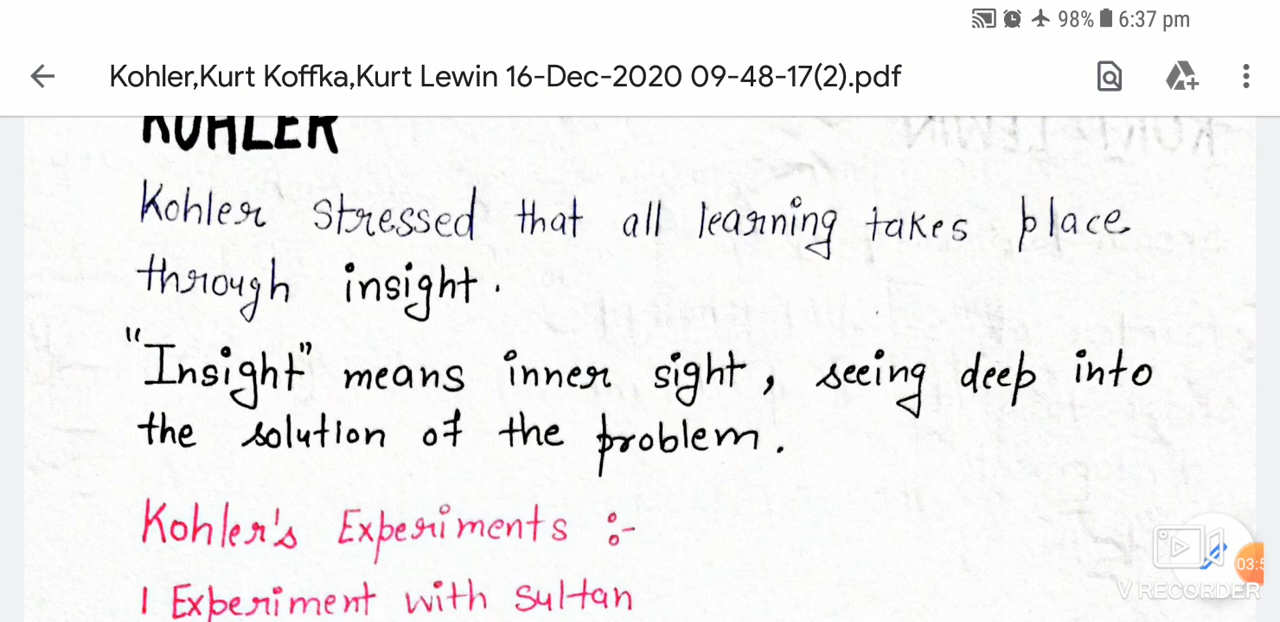 98% 6:37 pm
Kohler,Kurt Koffka,Kurt Lewin 16-Dec-2020 09-48-17(2).pdf
KOHLER
Kohler stressed that all learning takes place
through insight.
"Insight" means inner sight, seeing deep into
the solution of the problem.
Kohler's Experiments :-
1 Experiment with sultan
V RECORDER